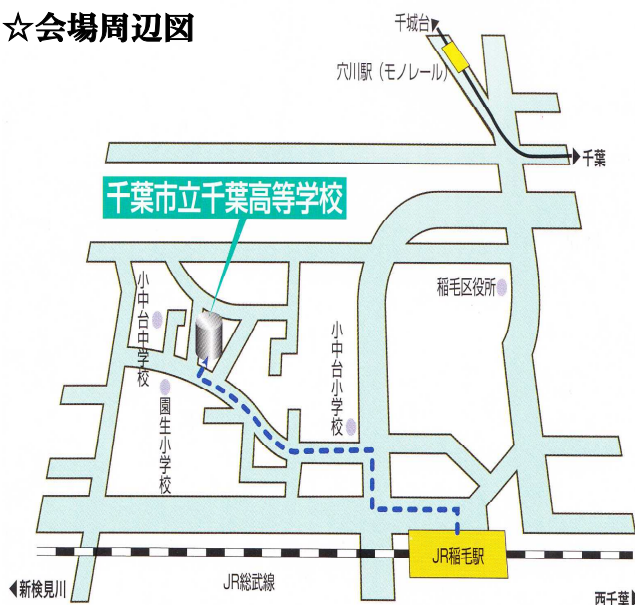 ☆会場周辺図
千城台
穴川駅（モノレール）
千葉
千葉市立千葉高等学校
小中台中学校
稲毛区役所
小中台小学校
園生小学校
JR稲毛駅
JR総武線
新検見川
西千葉